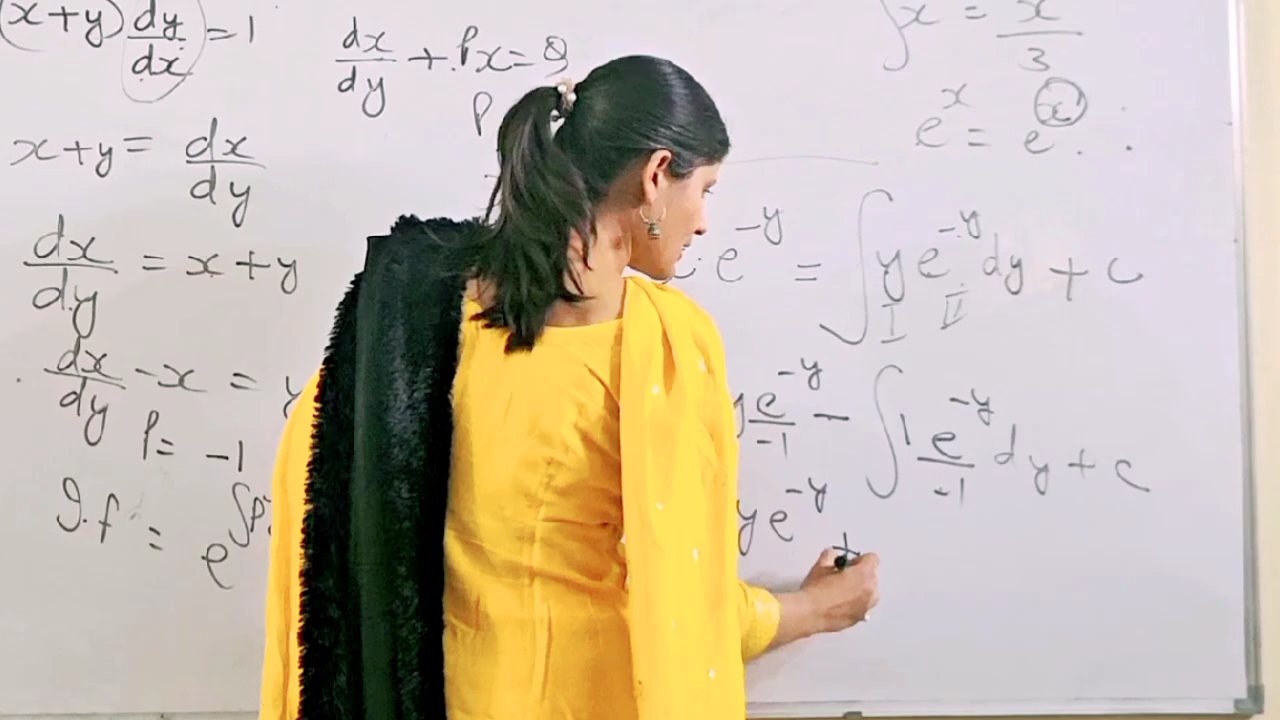 (x+y) dy/dx = 1
dx/dy + Px = Q
P
x+y = dx/dy
dx/dy = x+y
dx/dy - x = y
P = -1
I.f = e^∫P
x = x/3
e^x = e^x . .
. e^-y = ∫ y e^-y dy + c
I II
y e^-y/-1 - ∫ 1 e^-y/-1 dy + c
y e^-y +